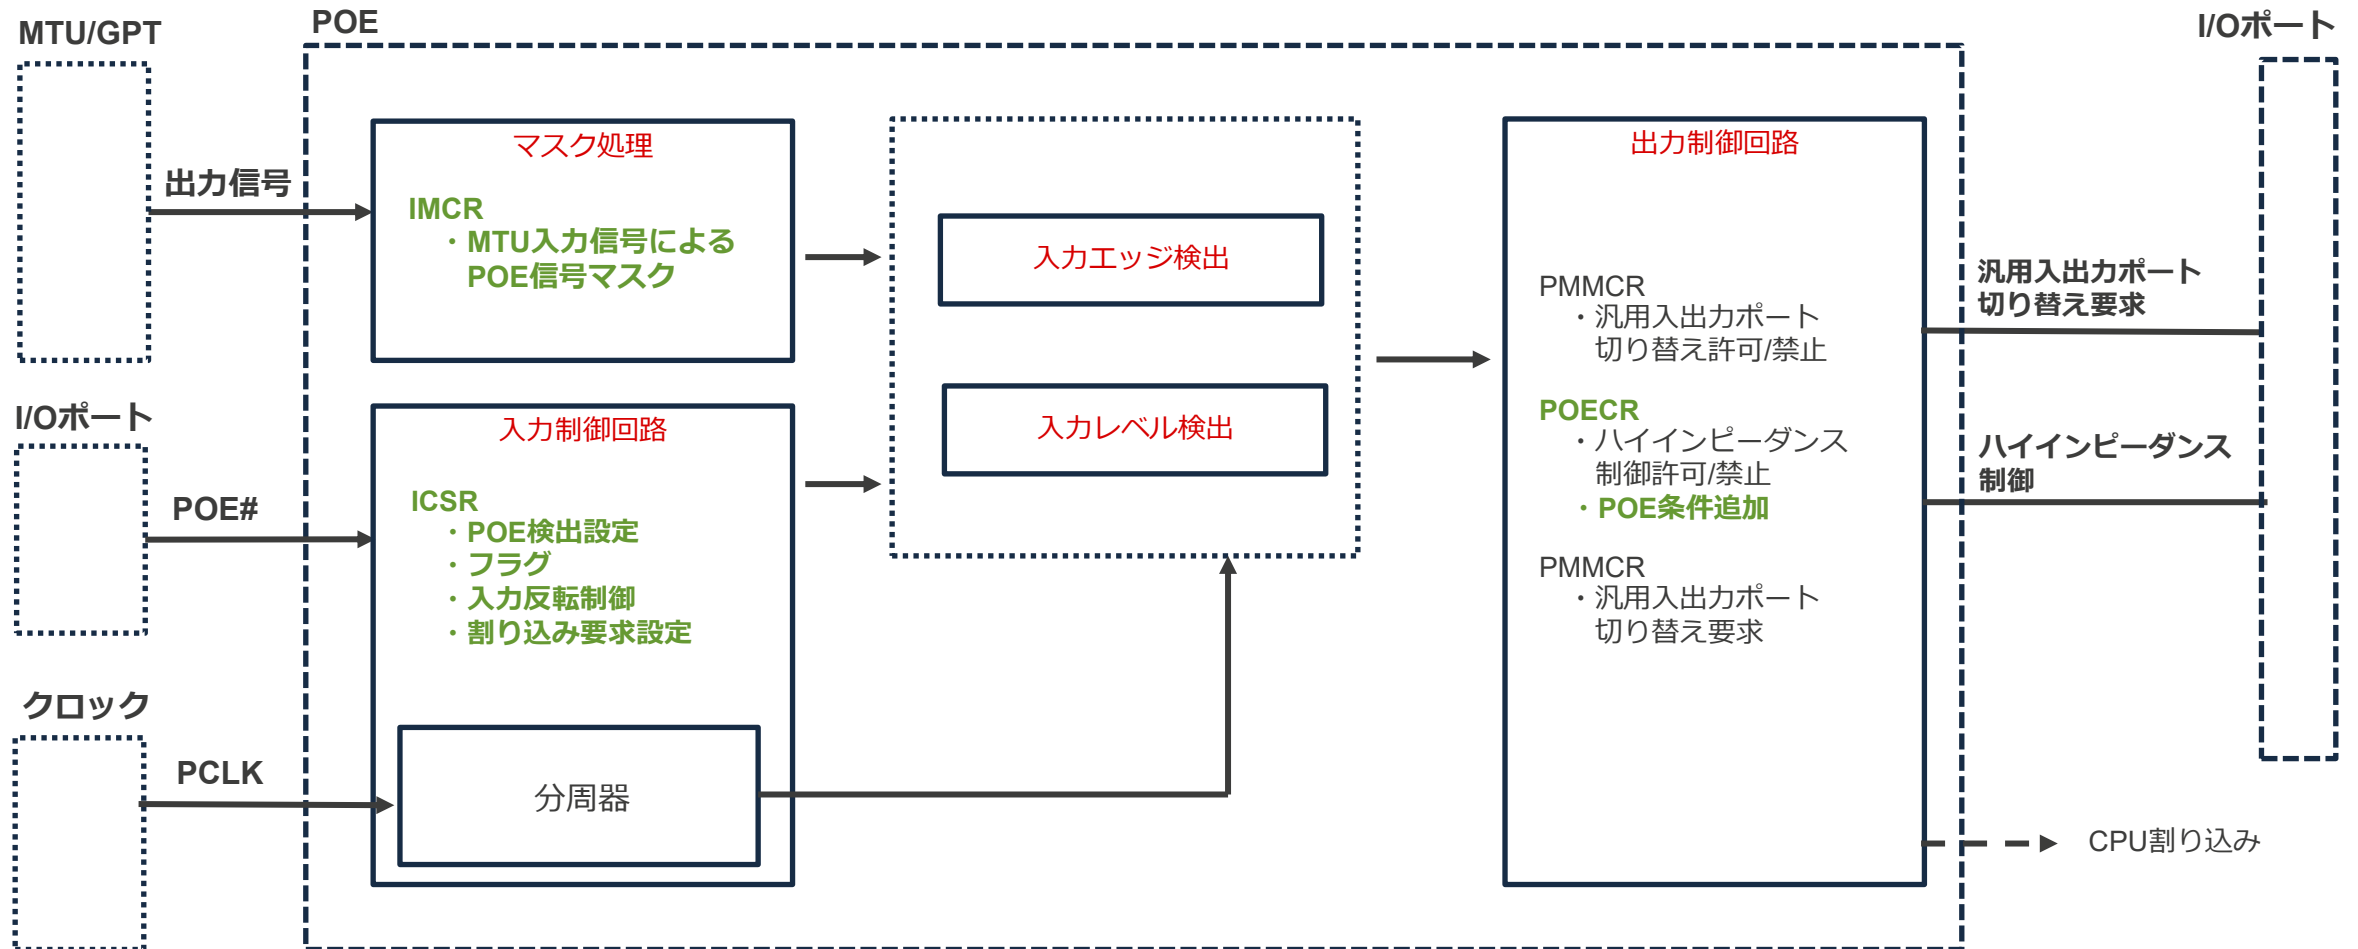 MTU/GPT
POE
I/Oポート
出力信号
マスク処理
IMCR
・MTU入力信号による
POE信号マスク
I/Oポート
POE#
入力制御回路
ICSR
・POE検出設定
・フラグ
・入力反転制御
・割り込み要求設定
クロック
PCLK
分周器
入力エッジ検出
入力レベル検出
出力制御回路
PMMCR
・汎用入出力ポート
切り替え許可/禁止
POECR
・ハイインピーダンス
制御許可/禁止
・POE条件追加
PMMCR
・汎用入出力ポート
切り替え要求
汎用入出力ポート
切り替え要求
ハイインピーダンス
制御
CPU割り込み